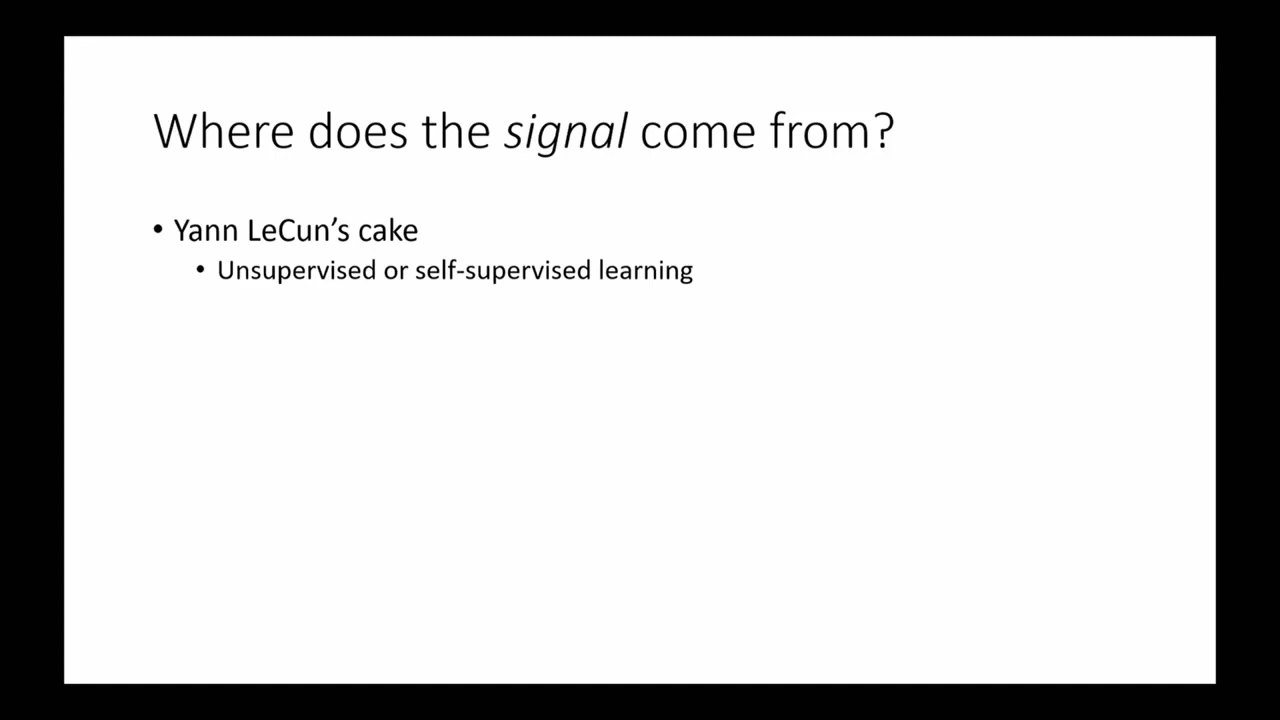 Where does the signal come from?
• Yann LeCun’s cake
• Unsupervised or self-supervised learning